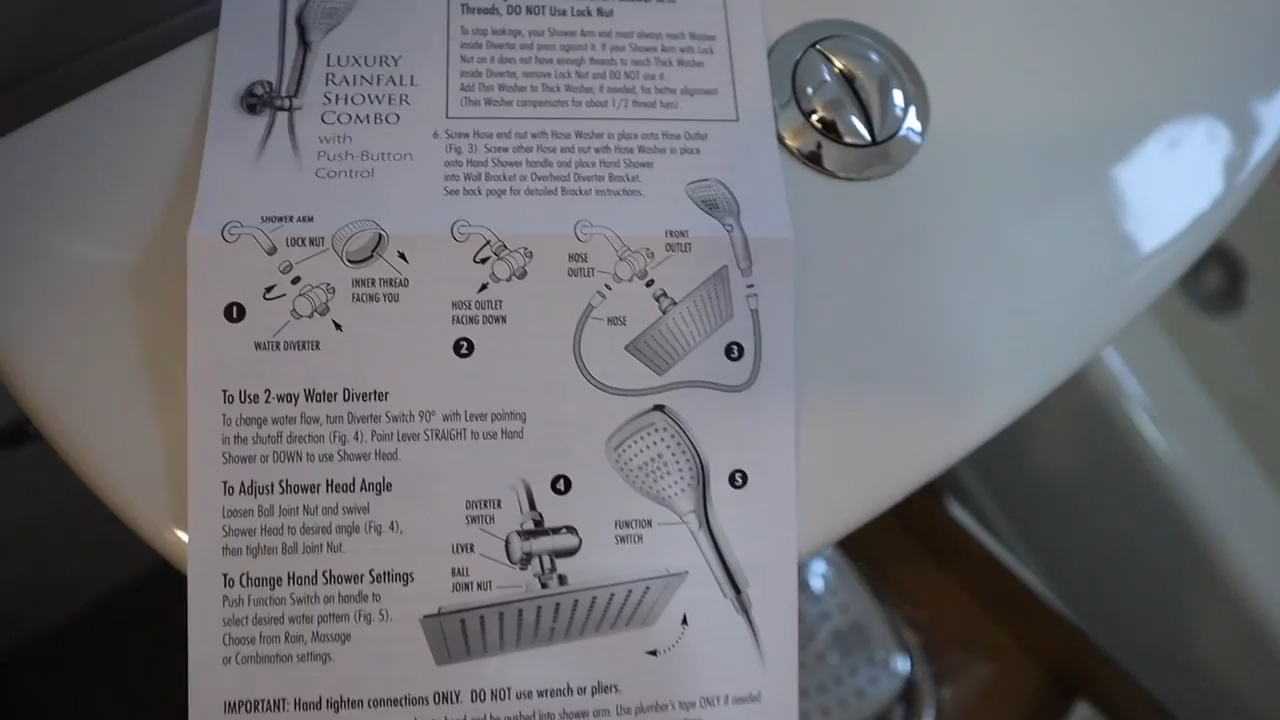 LUXURY
RAINFALL
SHOWER
COMBO
with
Push-Button
Control
Threads, DO NOT Use Lock Nut
To stop leakage, your Shower Arm end must always reach Washer
inside Diverter and press against it. If your Shower Arm with Lock
Nut on it does not have enough threads to reach Thick Washer
inside Diverter, remove Lock Nut and DO NOT use it.
Add Thin Washer to Thick Washer, if needed, for better alignment
(Thin Washer compensates for about 1/2 thread turn).
6. Screw Hose end nut with Hose Washer in place onto Hose Outlet
(Fig. 3). Screw other Hose end nut with Hose Washer in place
onto Hand Shower handle and place Hand Shower
into Wall Bracket or Overhead Diverter Bracket.
See back page for detailed Bracket instructions.
SHOWER ARM
LOCK NUT
INNER THREAD
FACING YOU
1
WATER DIVERTER
HOSE OUTLET
FACING DOWN
2
FRONT
OUTLET
HOSE
OUTLET
HOSE
3
To Use 2-way Water Diverter
To change water flow, turn Diverter Switch 90° with Lever pointing
in the shutoff direction (Fig. 4). Point Lever STRAIGHT to use Hand
Shower or DOWN to use Shower Head.
To Adjust Shower Head Angle
Loosen Ball Joint Nut and swivel
Shower Head to desired angle (Fig. 4),
then tighten Ball Joint Nut.
To Change Hand Shower Settings
Push Function Switch on handle to
select desired water pattern (Fig. 5).
Choose from Rain, Massage
or Combination settings.
4
DIVERTER
SWITCH
LEVER
BALL
JOINT NUT
5
FUNCTION
SWITCH
IMPORTANT: Hand tighten connections ONLY. DO NOT use wrench or pliers.
be pushed into shower arm. Use plumber's tape ONLY if needed